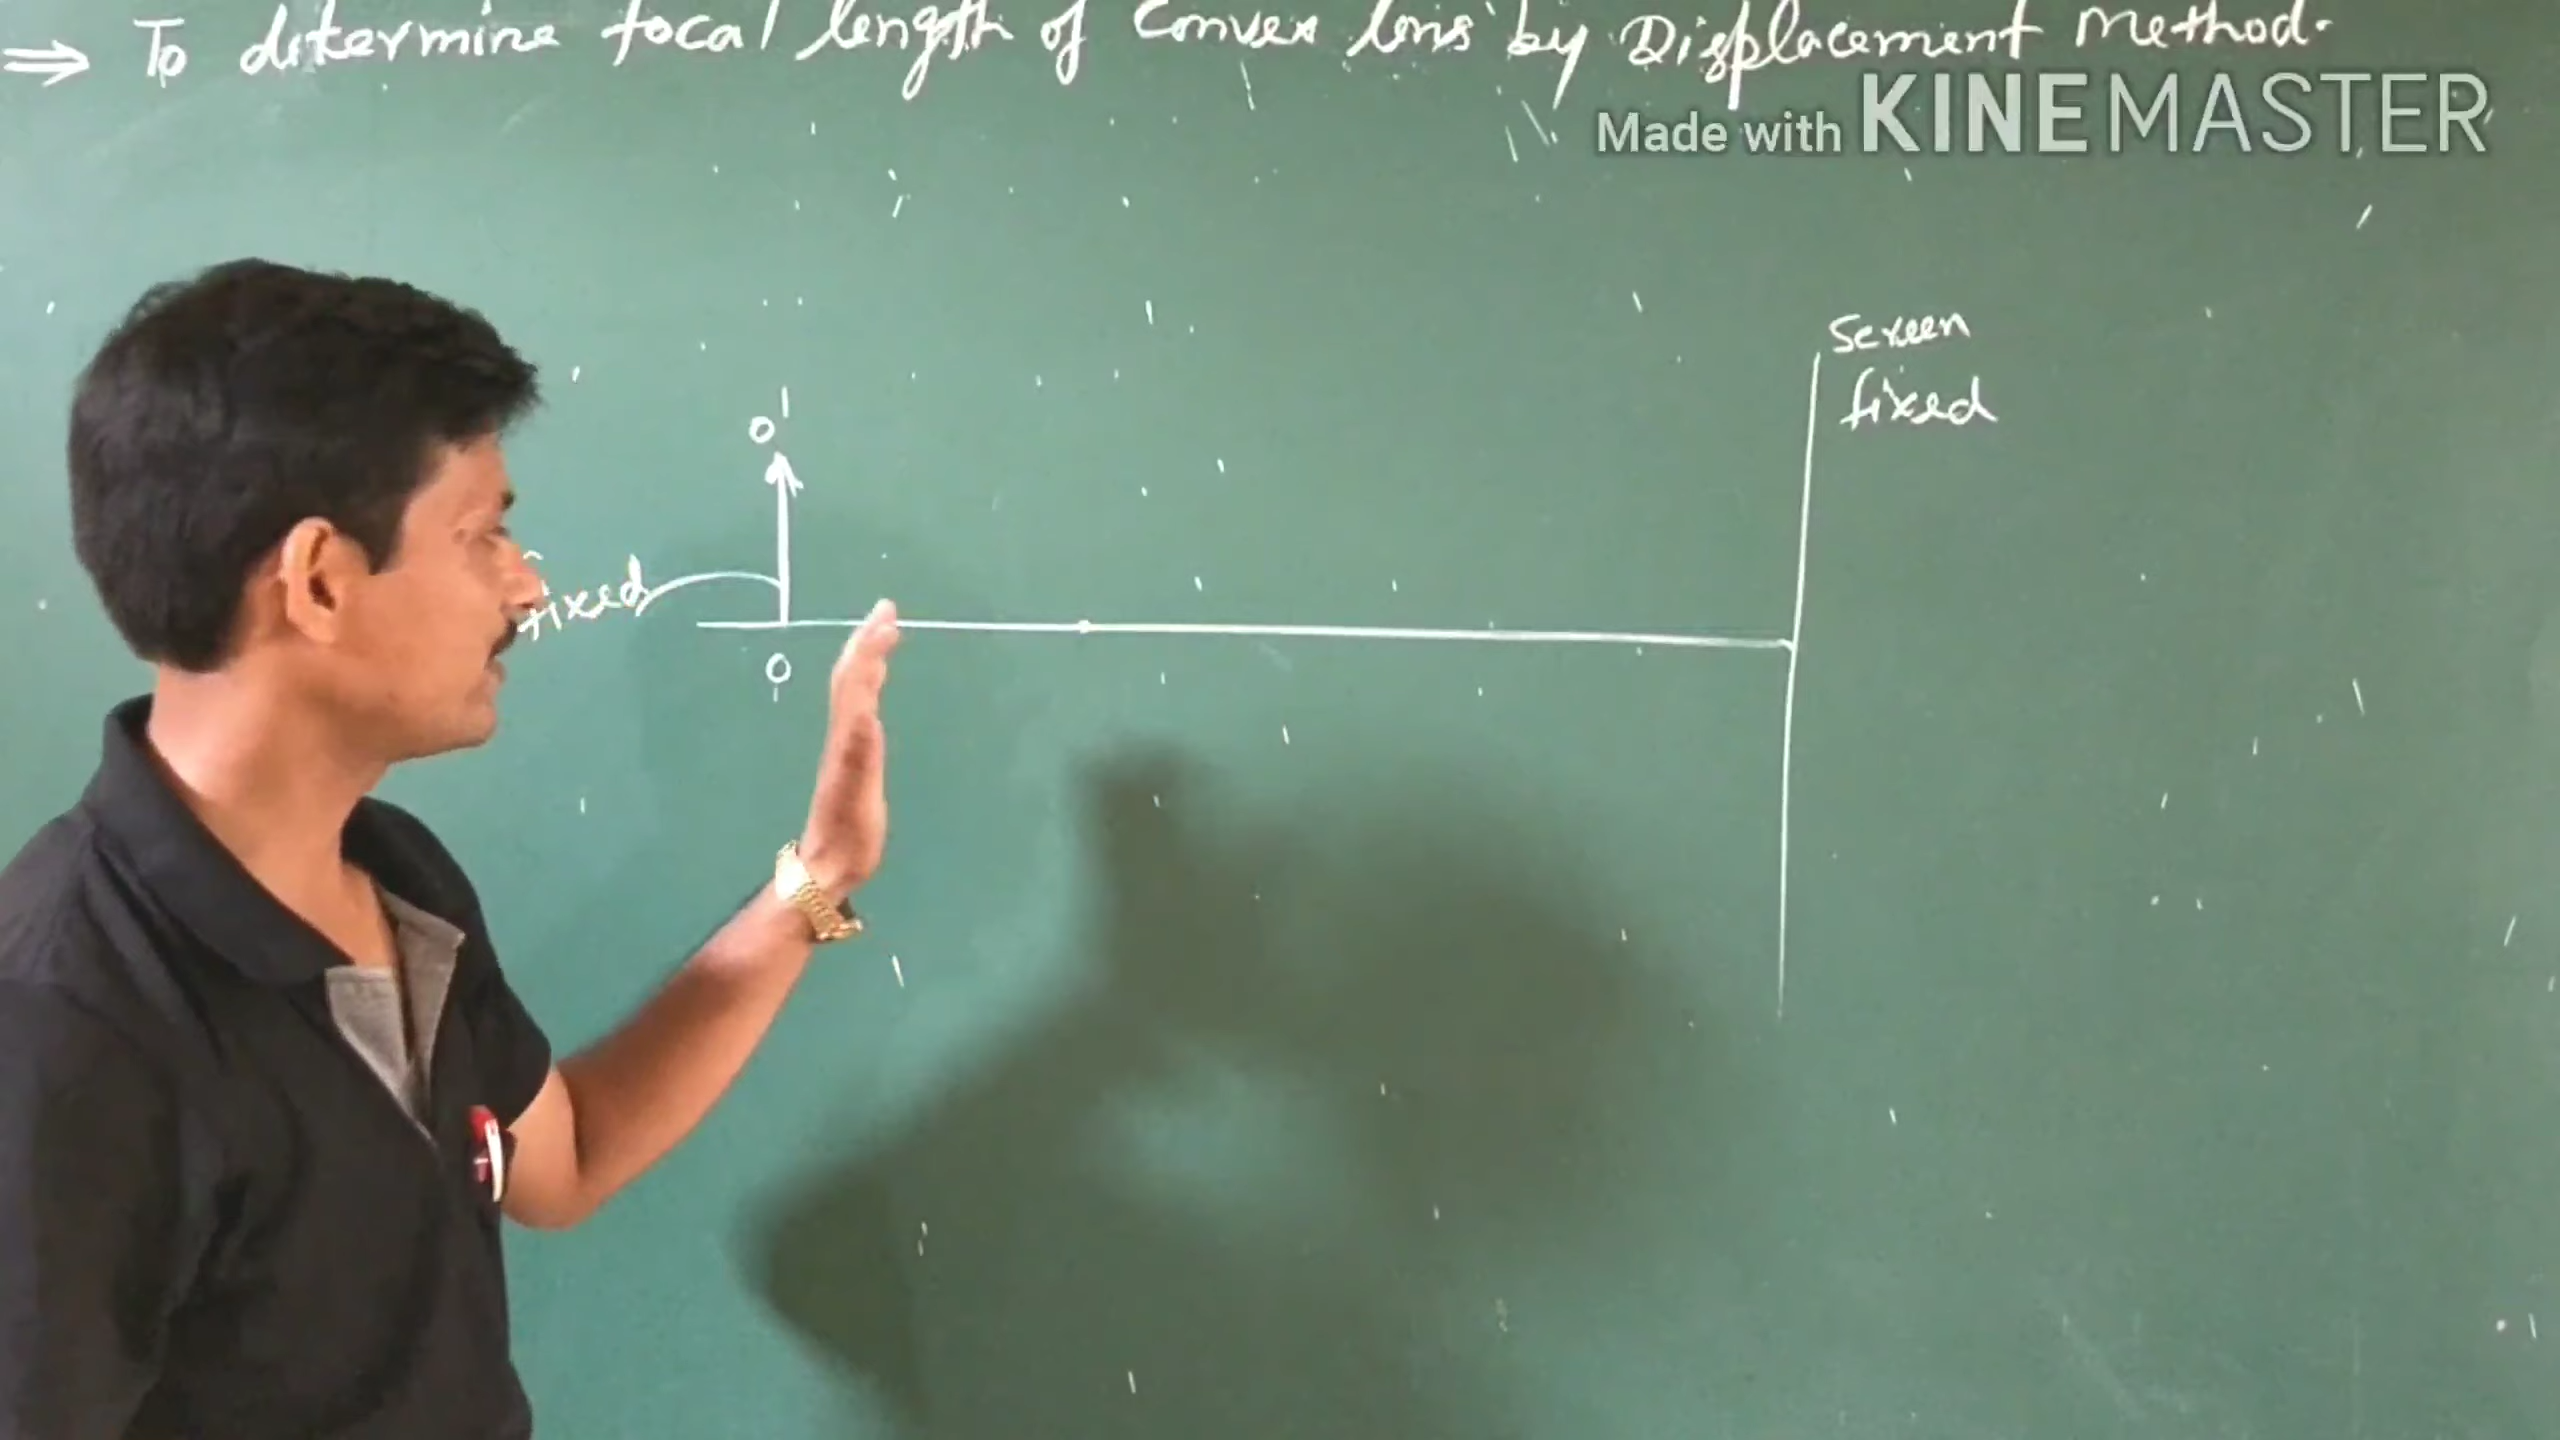 ⇒ To determine focal length of Convex lens by Displacement Method.
Made with KINEMASTER
Screen
fixed
O'
fixed
O